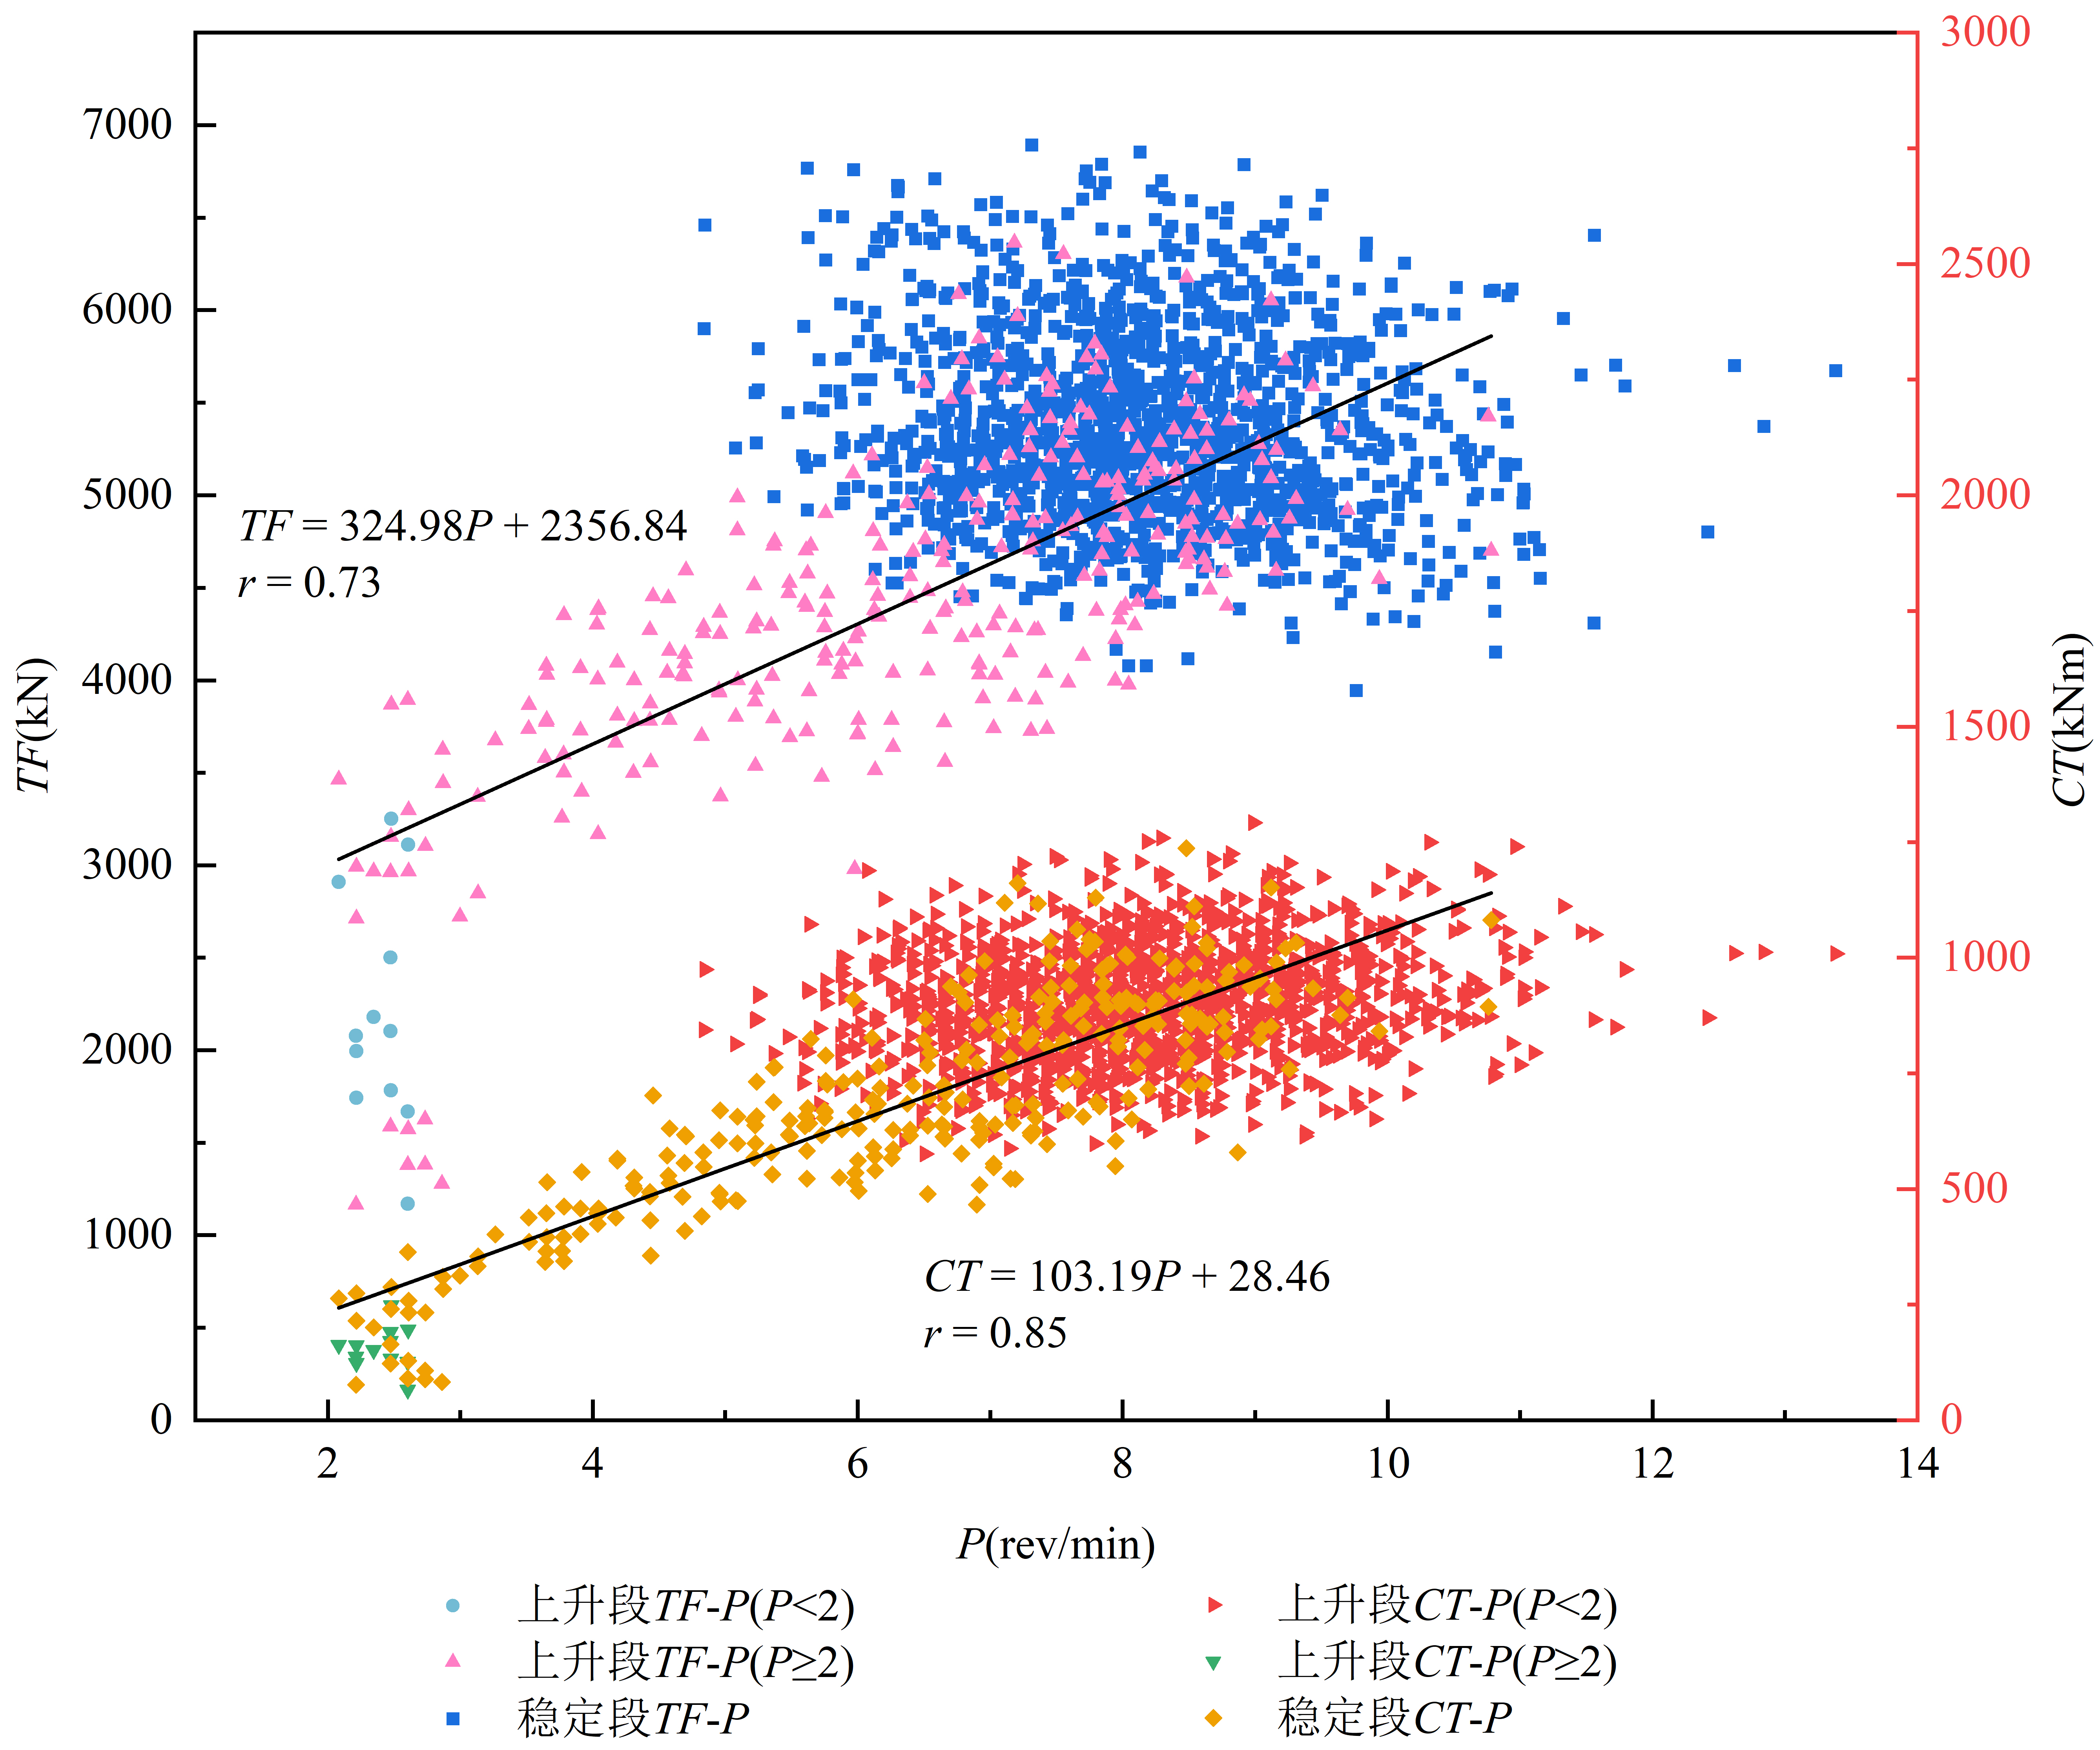 7000
6000
5000
4000
3000
2000
1000
0
TF(kN)
3000
2500
2000
1500
1000
500
0
CT(kNm)
TF = 324.98P + 2356.84
r = 0.73
CT = 103.19P + 28.46
r = 0.85
2 4 6 8 10 12 14
P(rev/min)
上升段TF-P(P<2)
上升段TF-P(P≥2)
稳定段TF-P
上升段CT-P(P<2)
上升段CT-P(P≥2)
稳定段CT-P